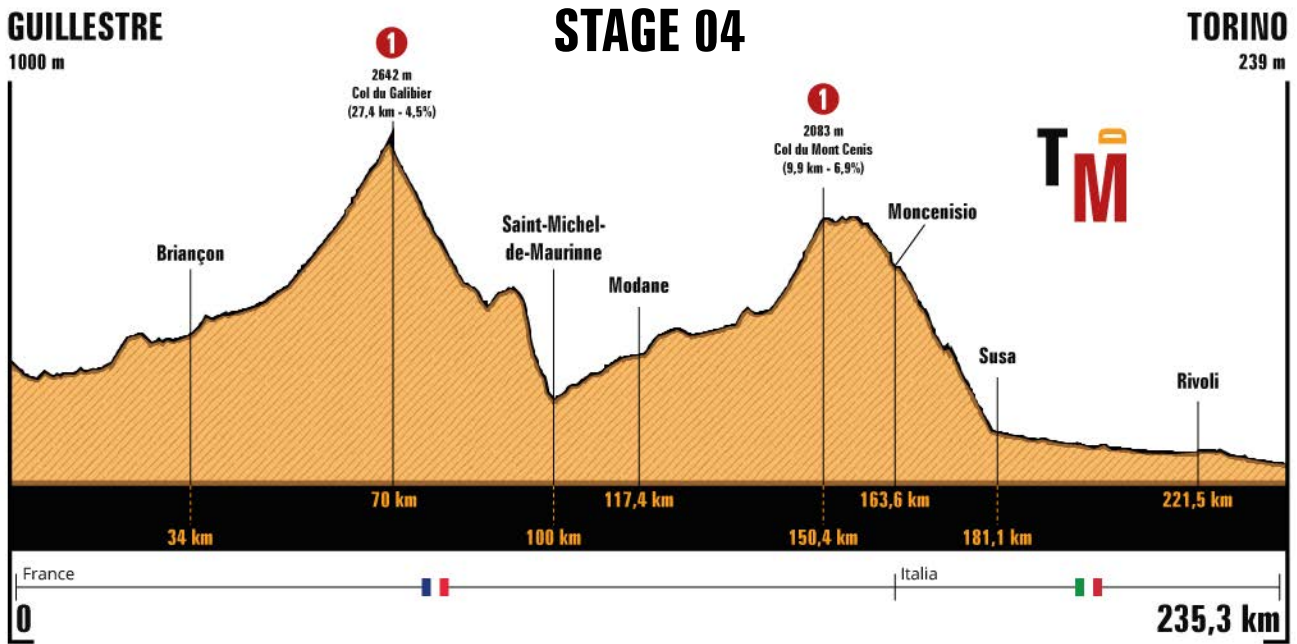 GUILLESTRE
1000 m
STAGE 04
TORINO
239 m
1
2642 m
Col du Galibier
(27,4 km - 4,5%)
1
2083 m
Col du Mont Cenis
(9,9 km - 6,9%)
T
D
M
Briançon
Saint-Michel-
de-Maurinne
Modane
Moncenisio
Susa
Rivoli
34 km
70 km
100 km
117,4 km
150,4 km
163,6 km
181,1 km
221,5 km
France
Italia
0
235,3 km